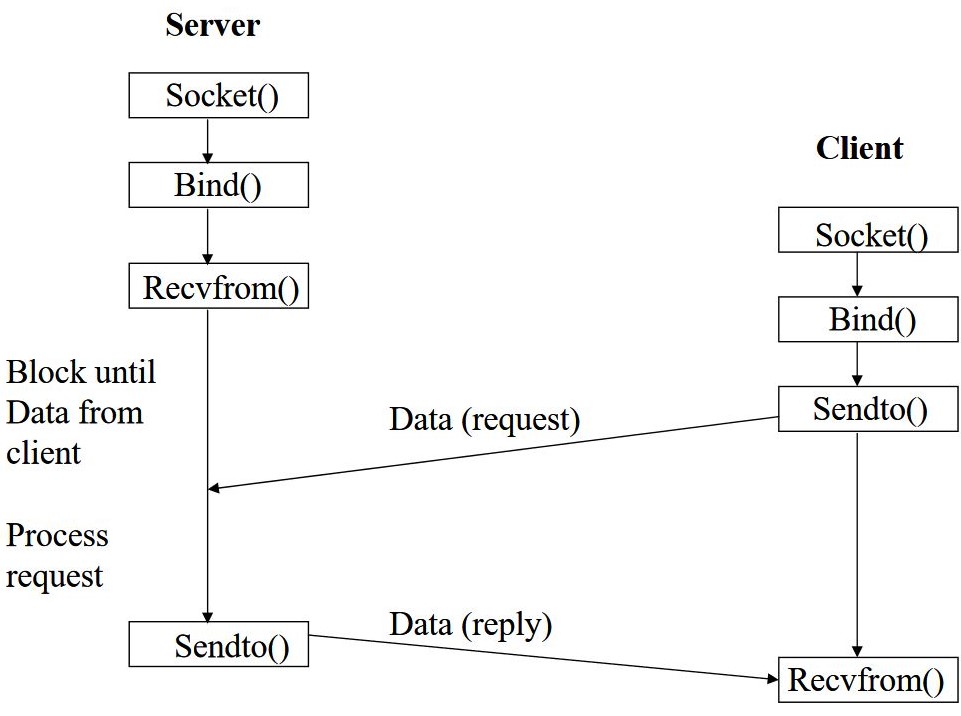 Server
Socket()
Bind()
Recvfrom()
Block until
Data from
client
Process
request
Sendto()
Data (request)
Data (reply)
Client
Socket()
Bind()
Sendto()
Recvfrom()